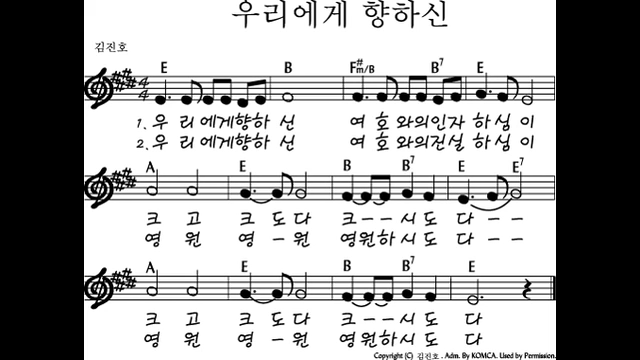 우리에게 향하신
김진호
E B F#m/B B7 E
4/4
1. 우 리 에게향하 신 여 호 와의인자 하 심 이
2. 우 리 에게향하 신 여 호 와의진실 하 심 이
A E B B7 E E7
크 고 크 도 다 크 - - 시 도 다 - -
영 원 영 - 원 영원하 시 도 다 - -
A E B B7 E
크 고 크 도 다 크 - - 시 도 다
영 원 영 - 원 영원하 시 도 다
Copyright (C) 김진호. Adm. By KOMCA. Used by Permission.